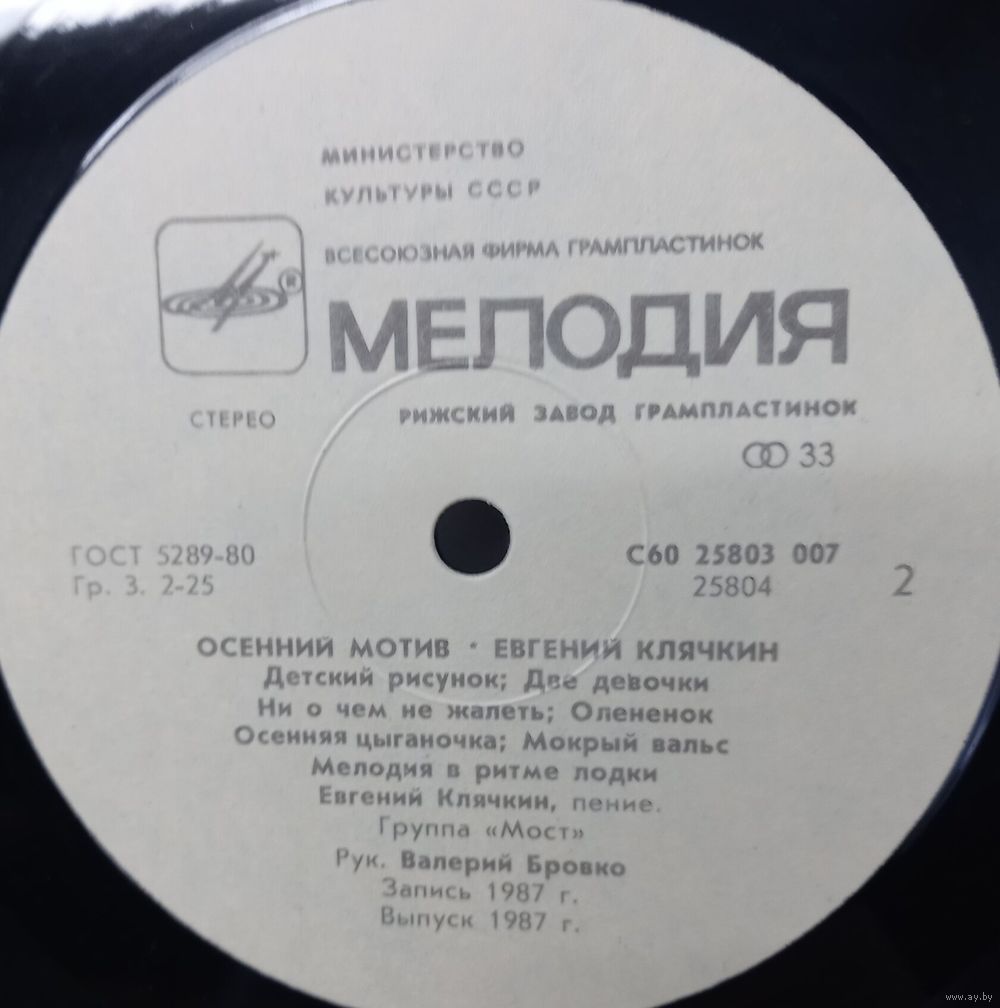 МИНИСТЕРСТВО
КУЛЬТУРЫ СССР
ВСЕСОЮЗНАЯ ФИРМА ГРАМПЛАСТИНОК
®
МЕЛОДИЯ
СТЕРЕО
РИЖСКИЙ ЗАВОД ГРАМПЛАСТИНОК
33
ГОСТ 5289-80
Гр. 3. 2-25
С60 25803 007
25804
2
ОСЕННИЙ МОТИВ · ЕВГЕНИЙ КЛЯЧКИН
Детский рисунок; Две девочки
Ни о чем не жалеть; Олененок
Осенняя цыганочка; Мокрый вальс
Мелодия в ритме лодки
Евгений Клячкин, пение.
Группа «Мост»
Рук. Валерий Бровко
Запись 1987 г.
Выпуск 1987 г.
www.ay.by